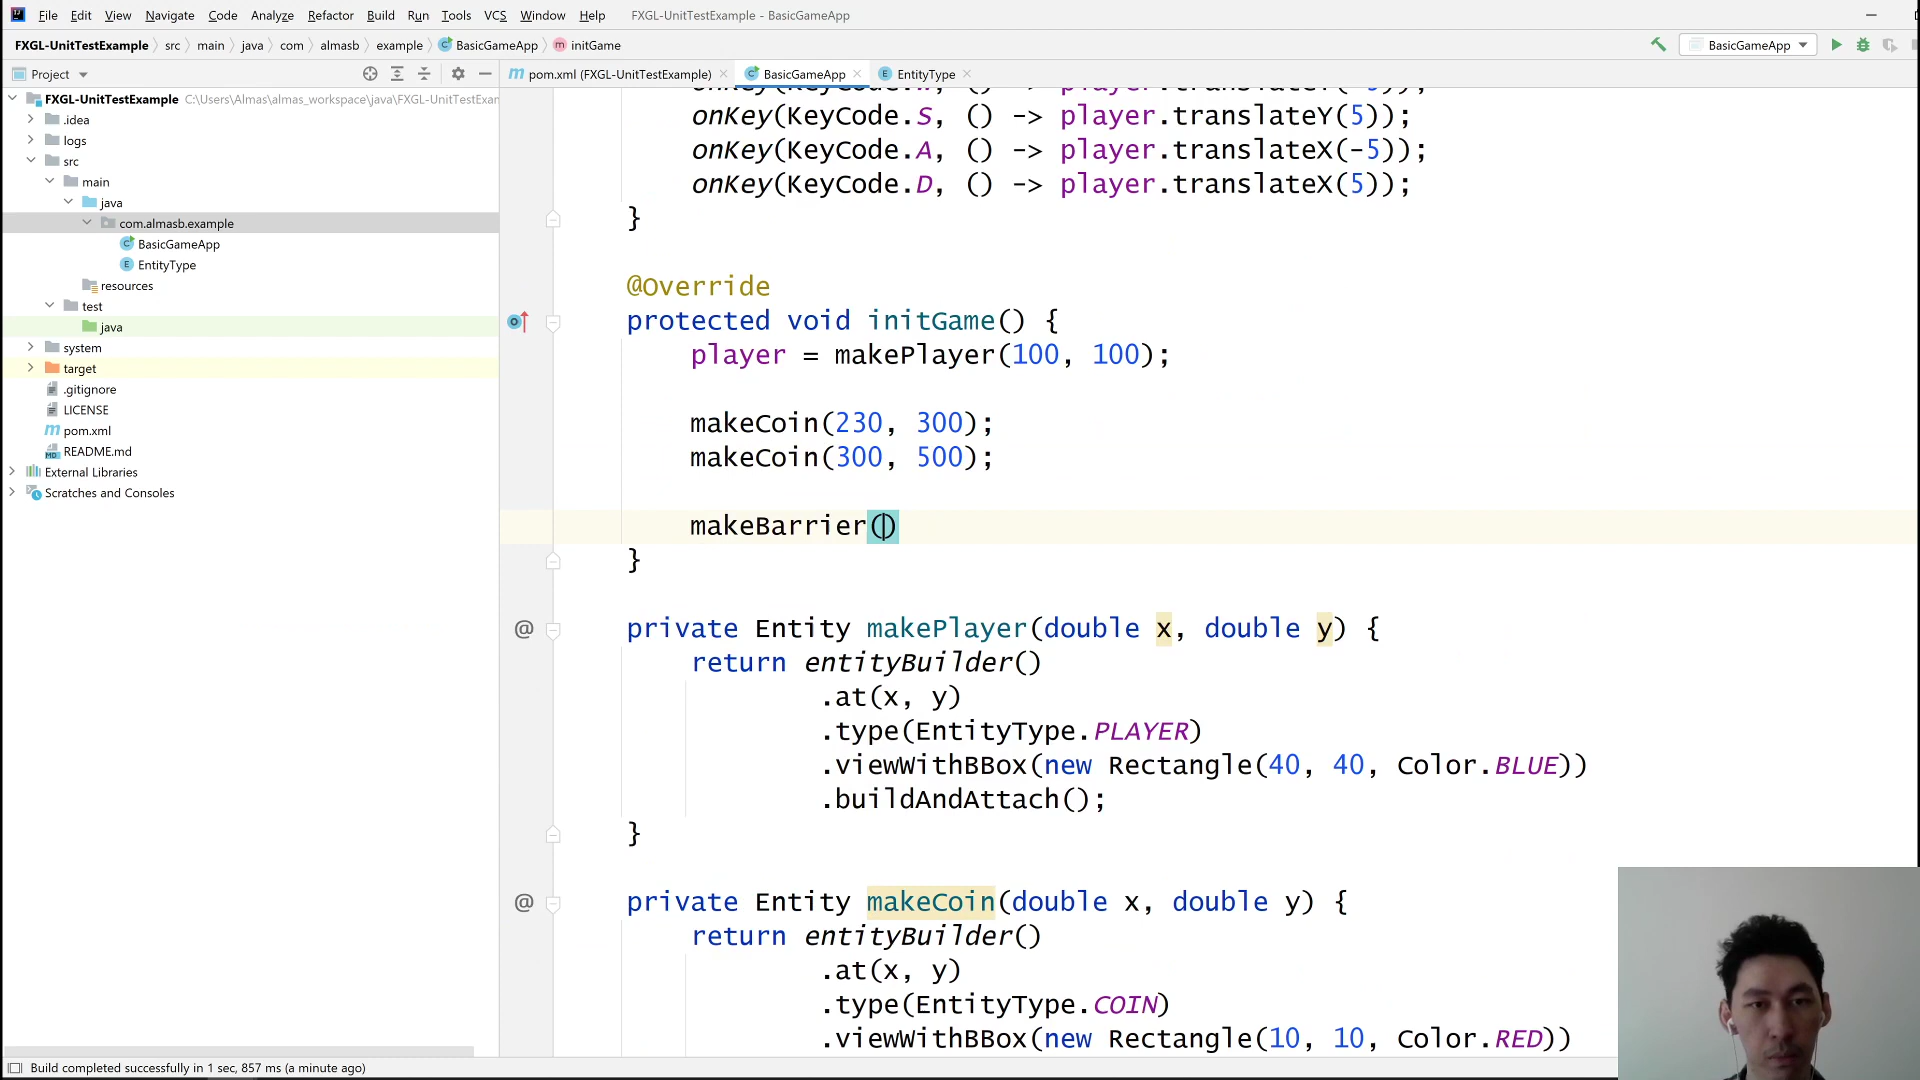 File Edit View Navigate Code Analyze Refactor Build Run Tools VCS Window Help FXGL-UnitTestExample - BasicGameApp
FXGL-UnitTestExample src main java com almasb example BasicGameApp initGame BasicGameApp
Project
pom.xml (FXGL-UnitTestExample) BasicGameApp EntityType
FXGL-UnitTestExample C:\Users\Almas\almas_workspace\java\FXGL-UnitTestExar
.idea
logs
src
main
java
com.almasb.example
BasicGameApp
EntityType
resources
test
java
system
target
.gitignore
LICENSE
pom.xml
README.md
External Libraries
Scratches and Consoles
onKey(KeyCode.S, () -> player.translateY(5));
onKey(KeyCode.A, () -> player.translateX(-5));
onKey(KeyCode.D, () -> player.translateX(5));
}
@Override
protected void initGame() {
player = makePlayer(100, 100);
makeCoin(230, 300);
makeCoin(300, 500);
makeBarrier()
}
private Entity makePlayer(double x, double y) {
return entityBuilder()
.at(x, y)
.type(EntityType.PLAYER)
.viewWithBBox(new Rectangle(40, 40, Color.BLUE))
.buildAndAttach();
}
private Entity makeCoin(double x, double y) {
return entityBuilder()
.at(x, y)
.type(EntityType.COIN)
.viewWithBBox(new Rectangle(10, 10, Color.RED))
Build completed successfully in 1 sec, 857 ms (a minute ago)